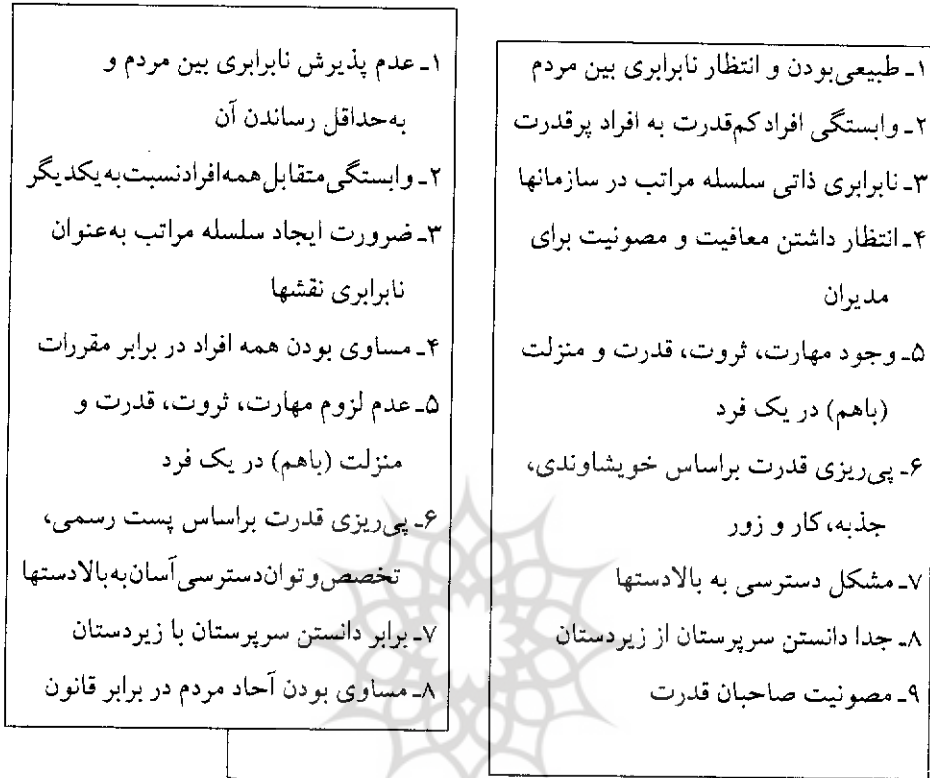 ۱ـ طبیعی‌بودن و انتظار نابرابری بین مردم
۲ـ وابستگی افراد کم‌قدرت به افراد پرقدرت
۳ـ نابرابری ذاتی سلسله مراتب در سازمانها
۴ـ انتظار داشتن معافیت و مصونیت برای
مدیران
۵ـ وجود مهارت، ثروت، قدرت و منزلت
(باهم) در یک فرد
۶ـ پی‌ریزی قدرت براساس خویشاوندی،
جذبه، کار و زور
۷ـ مشکل دسترسی به بالادستها
۸ـ جدا دانستن سرپرستان از زیردستان
۹ـ مصونیت صاحبان قدرت
۱ـ عدم پذیرش نابرابری بین مردم و
به‌حداقل رساندن آن
۲ـ وابستگی متقابل همه افراد نسبت به یکدیگر
۳ـ ضرورت ایجاد سلسله مراتب به‌عنوان
نابرابری نقشها
۴ـ مساوی بودن همه افراد در برابر مقررات
۵ـ عدم لزوم مهارت، ثروت، قدرت و
منزلت (باهم) در یک فرد
۶ـ پی‌ریزی قدرت براساس پست رسمی،
تخصص و توان دسترسی آسان به بالادستها
۷ـ برابر دانستن سرپرستان با زیردستان
۸ـ مساوی بودن آحاد مردم در برابر قانون